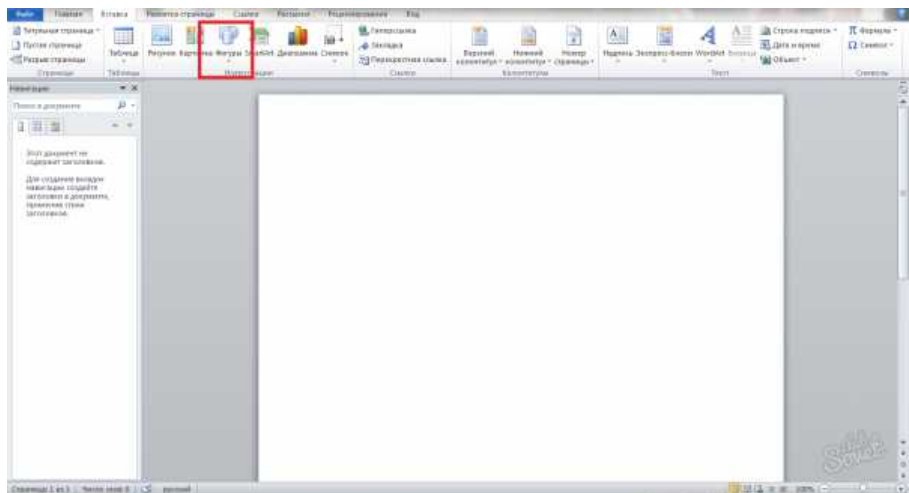 Файл Главная Вставка Разметка страницы Ссылки Рассылки Рецензирование Вид
Титульная страница
Пустая страница
Разрыв страницы
Страницы
Таблица
Таблицы
Рисунок Картинка Фигуры SmartArt Диаграмма Снимок
Иллюстрации
Гиперссылка
Закладка
Перекрестная ссылка
Ссылки
Верхний колонтитул
Нижний колонтитул
Номер страницы
Колонтитулы
Надпись Экспресс-блоки WordArt Буквица
Строка подписи
Дата и время
Объект
Текст
Формула
Символ
Символы
Навигация
Поиск в документе
Этот документ не
содержит заголовков.
Для создания вкладок
навигации создайте
заголовки в документе,
применив стили
заголовков.
Страница: 1 из 1 Число слов: 0 русский
100%
Sovet